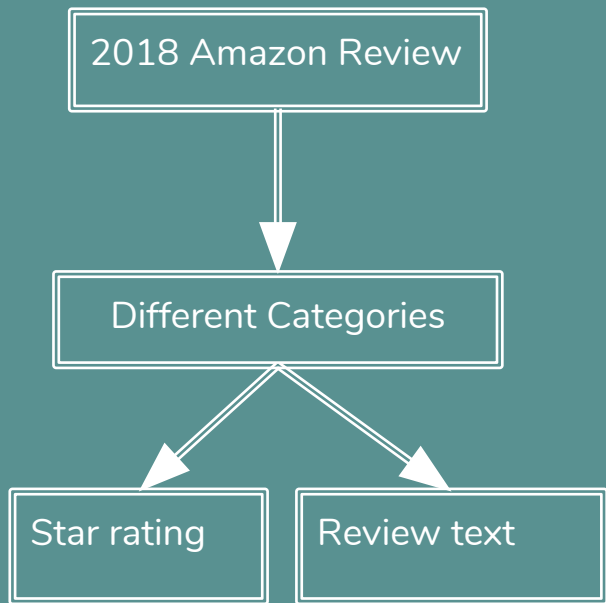 2018 Amazon Review
Different Categories
Star rating
Review text